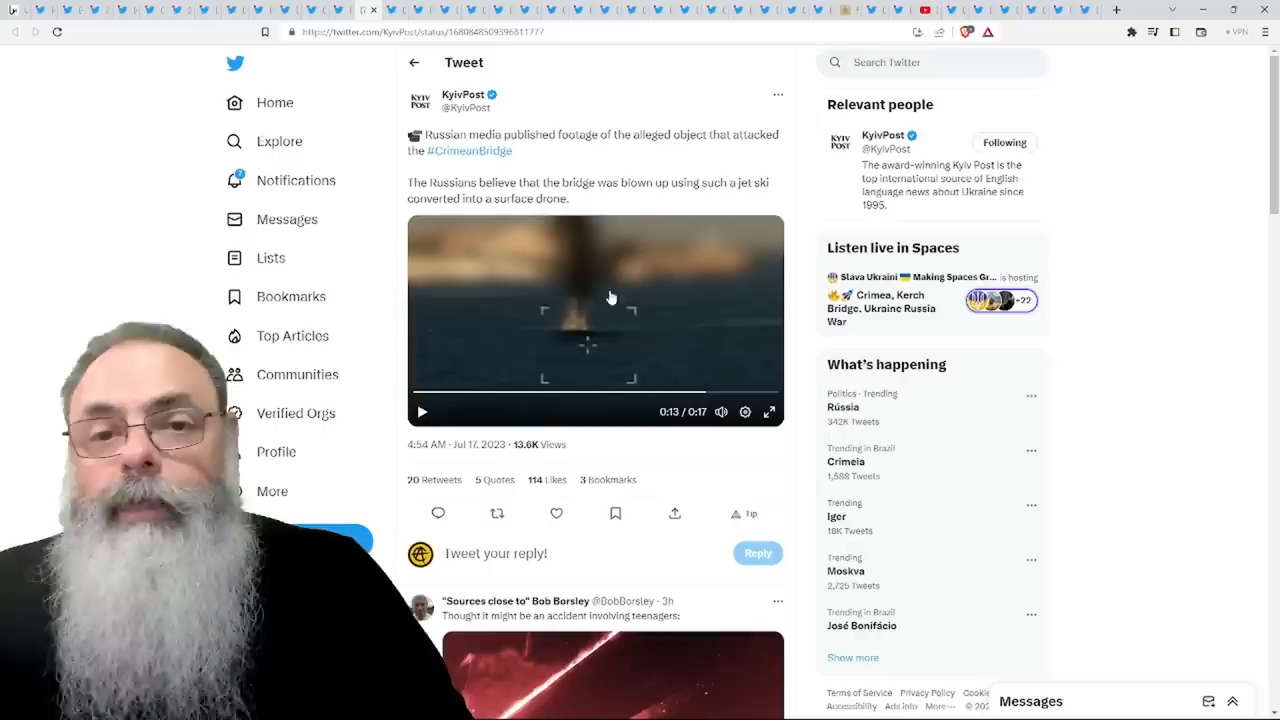 https://twitter.com/KyivPost/status/1680848509396811777
VPN
Home
Explore
7
Notifications
Messages
Lists
Bookmarks
Top Articles
Communities
Verified Orgs
Profile
More
Tweet
KYIV
POST
KyivPost
@KyivPost
Russian media published footage of the alleged object that attacked
the #CrimeanBridge
The Russians believe that the bridge was blown up using such a jet ski
converted into a surface drone.
0:13 / 0:17
4:54 AM · Jul 17, 2023 · 13.6K Views
20 Retweets 5 Quotes 114 Likes 3 Bookmarks
Tip
Tweet your reply!
Reply
"Sources close to" Bob Borsley @BobBorsley · 3h
Thought it might be an accident involving teenagers:
Search Twitter
Relevant people
KYIV
POST
KyivPost
@KyivPost
Following
The award-winning Kyiv Post is the
top international source of English-
language news about Ukraine since
1995.
Listen live in Spaces
Slava Ukraini Making Spaces Gr... is hosting
Crimea, Kerch
Bridge, Ukraine Russia
War
+22
What's happening
Politics · Trending
Rússia
342K Tweets
Trending in Brazil
Crimeia
1,588 Tweets
Trending
Iger
18K Tweets
Trending
Moskva
2,725 Tweets
Trending in Brazil
José Bonifácio
Show more
Terms of Service Privacy Policy
Accessibility Ads info More ···
Messages